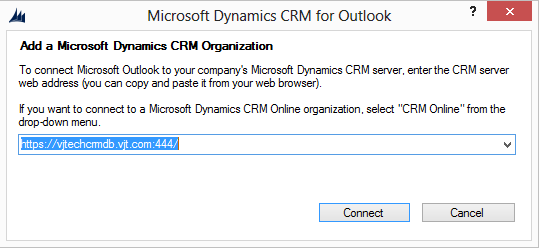 Microsoft Dynamics CRM for Outlook
?
Add a Microsoft Dynamics CRM Organization
To connect Microsoft Outlook to your company's Microsoft Dynamics CRM server, enter the CRM server
web address (you can copy and paste it from your web browser).
If you want to connect to a Microsoft Dynamics CRM Online organization, select "CRM Online" from the
drop-down menu.
https://vjtechcrmdb.vjt.com:444/
Connect
Cancel